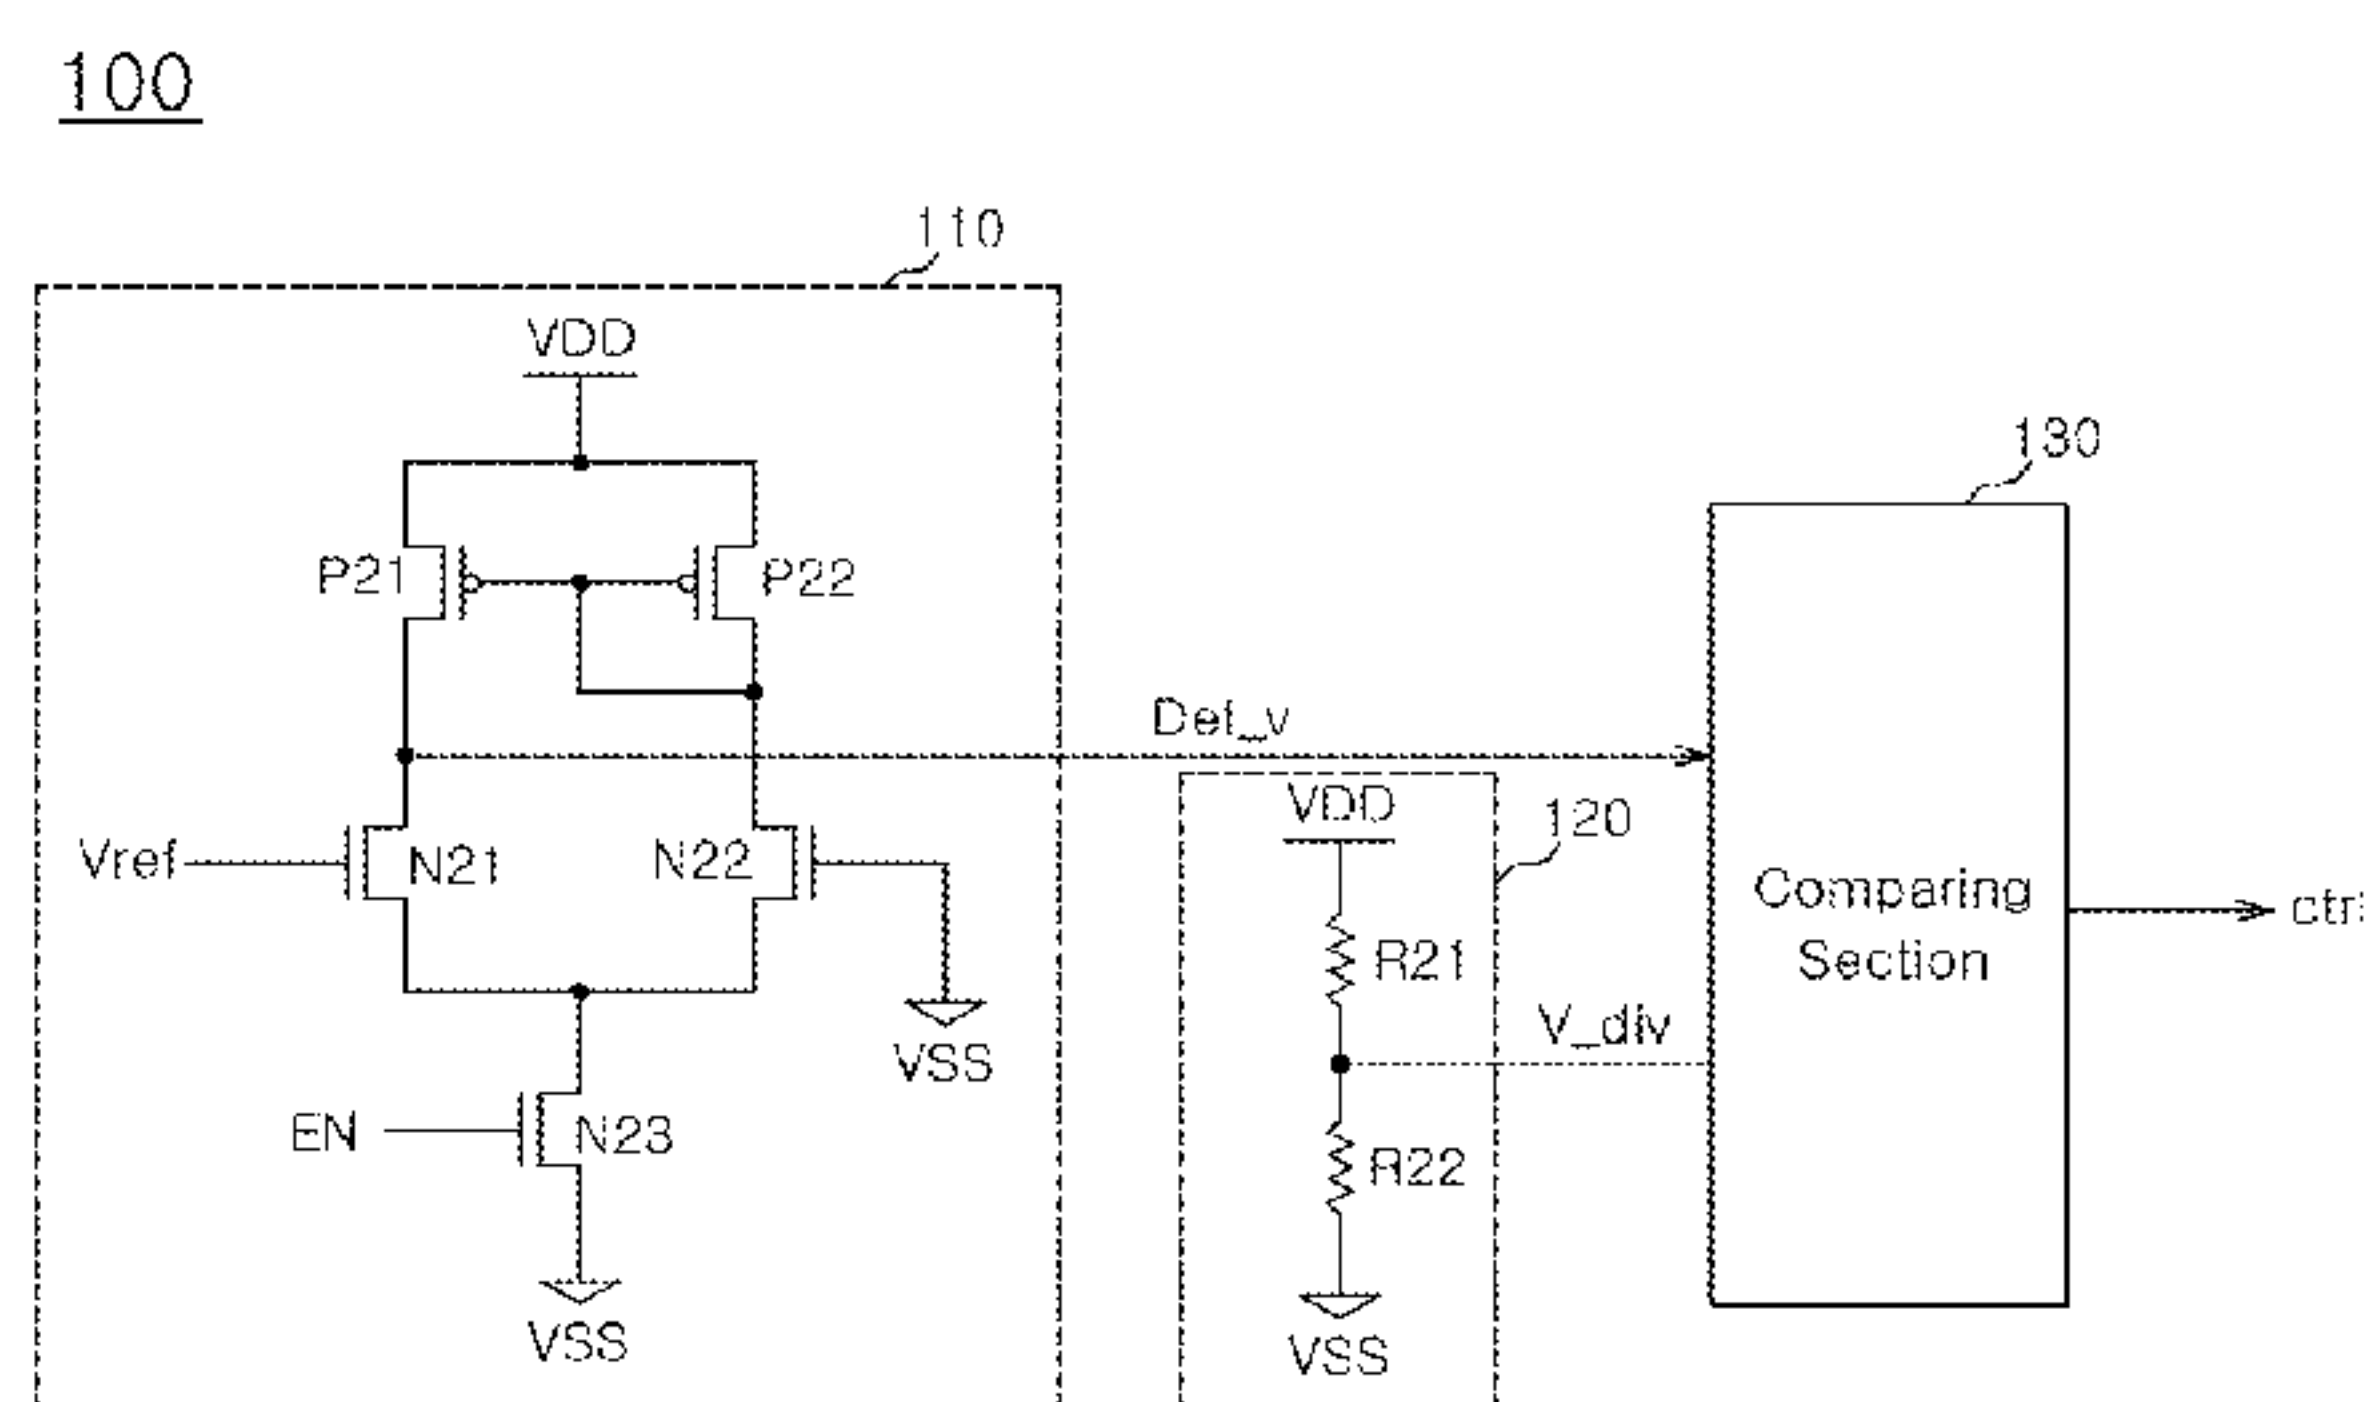 100
110
VDD
130
P21
P22
Det_v
VDD
120
Vref
N21
N22
Comparing
Section
R21
V_div
VSS
EN
N23
R22
VSS
VSS